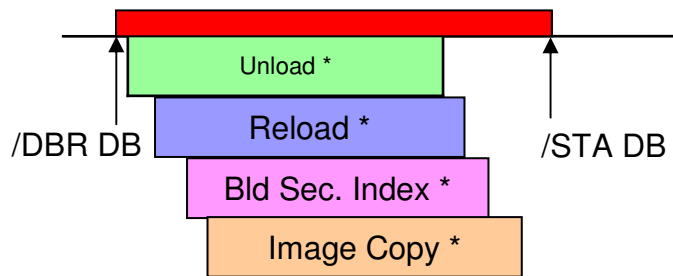 Unload *
Reload *
/DBR DB
/STA DB
Bld Sec. Index *
Image Copy *